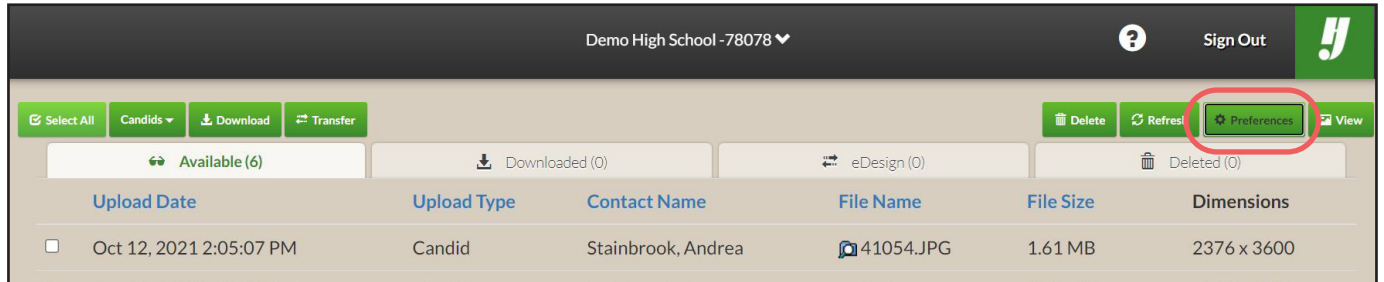 Demo High School -78078 ? Sign Out HJ
Select All Candids Download Transfer Delete Refresh Preferences View
Available (6) Downloaded (0) eDesign (0) Deleted (0)
Upload Date Upload Type Contact Name File Name File Size Dimensions
Oct 12, 2021 2:05:07 PM Candid Stainbrook, Andrea 41054.JPG 1.61 MB 2376 x 3600